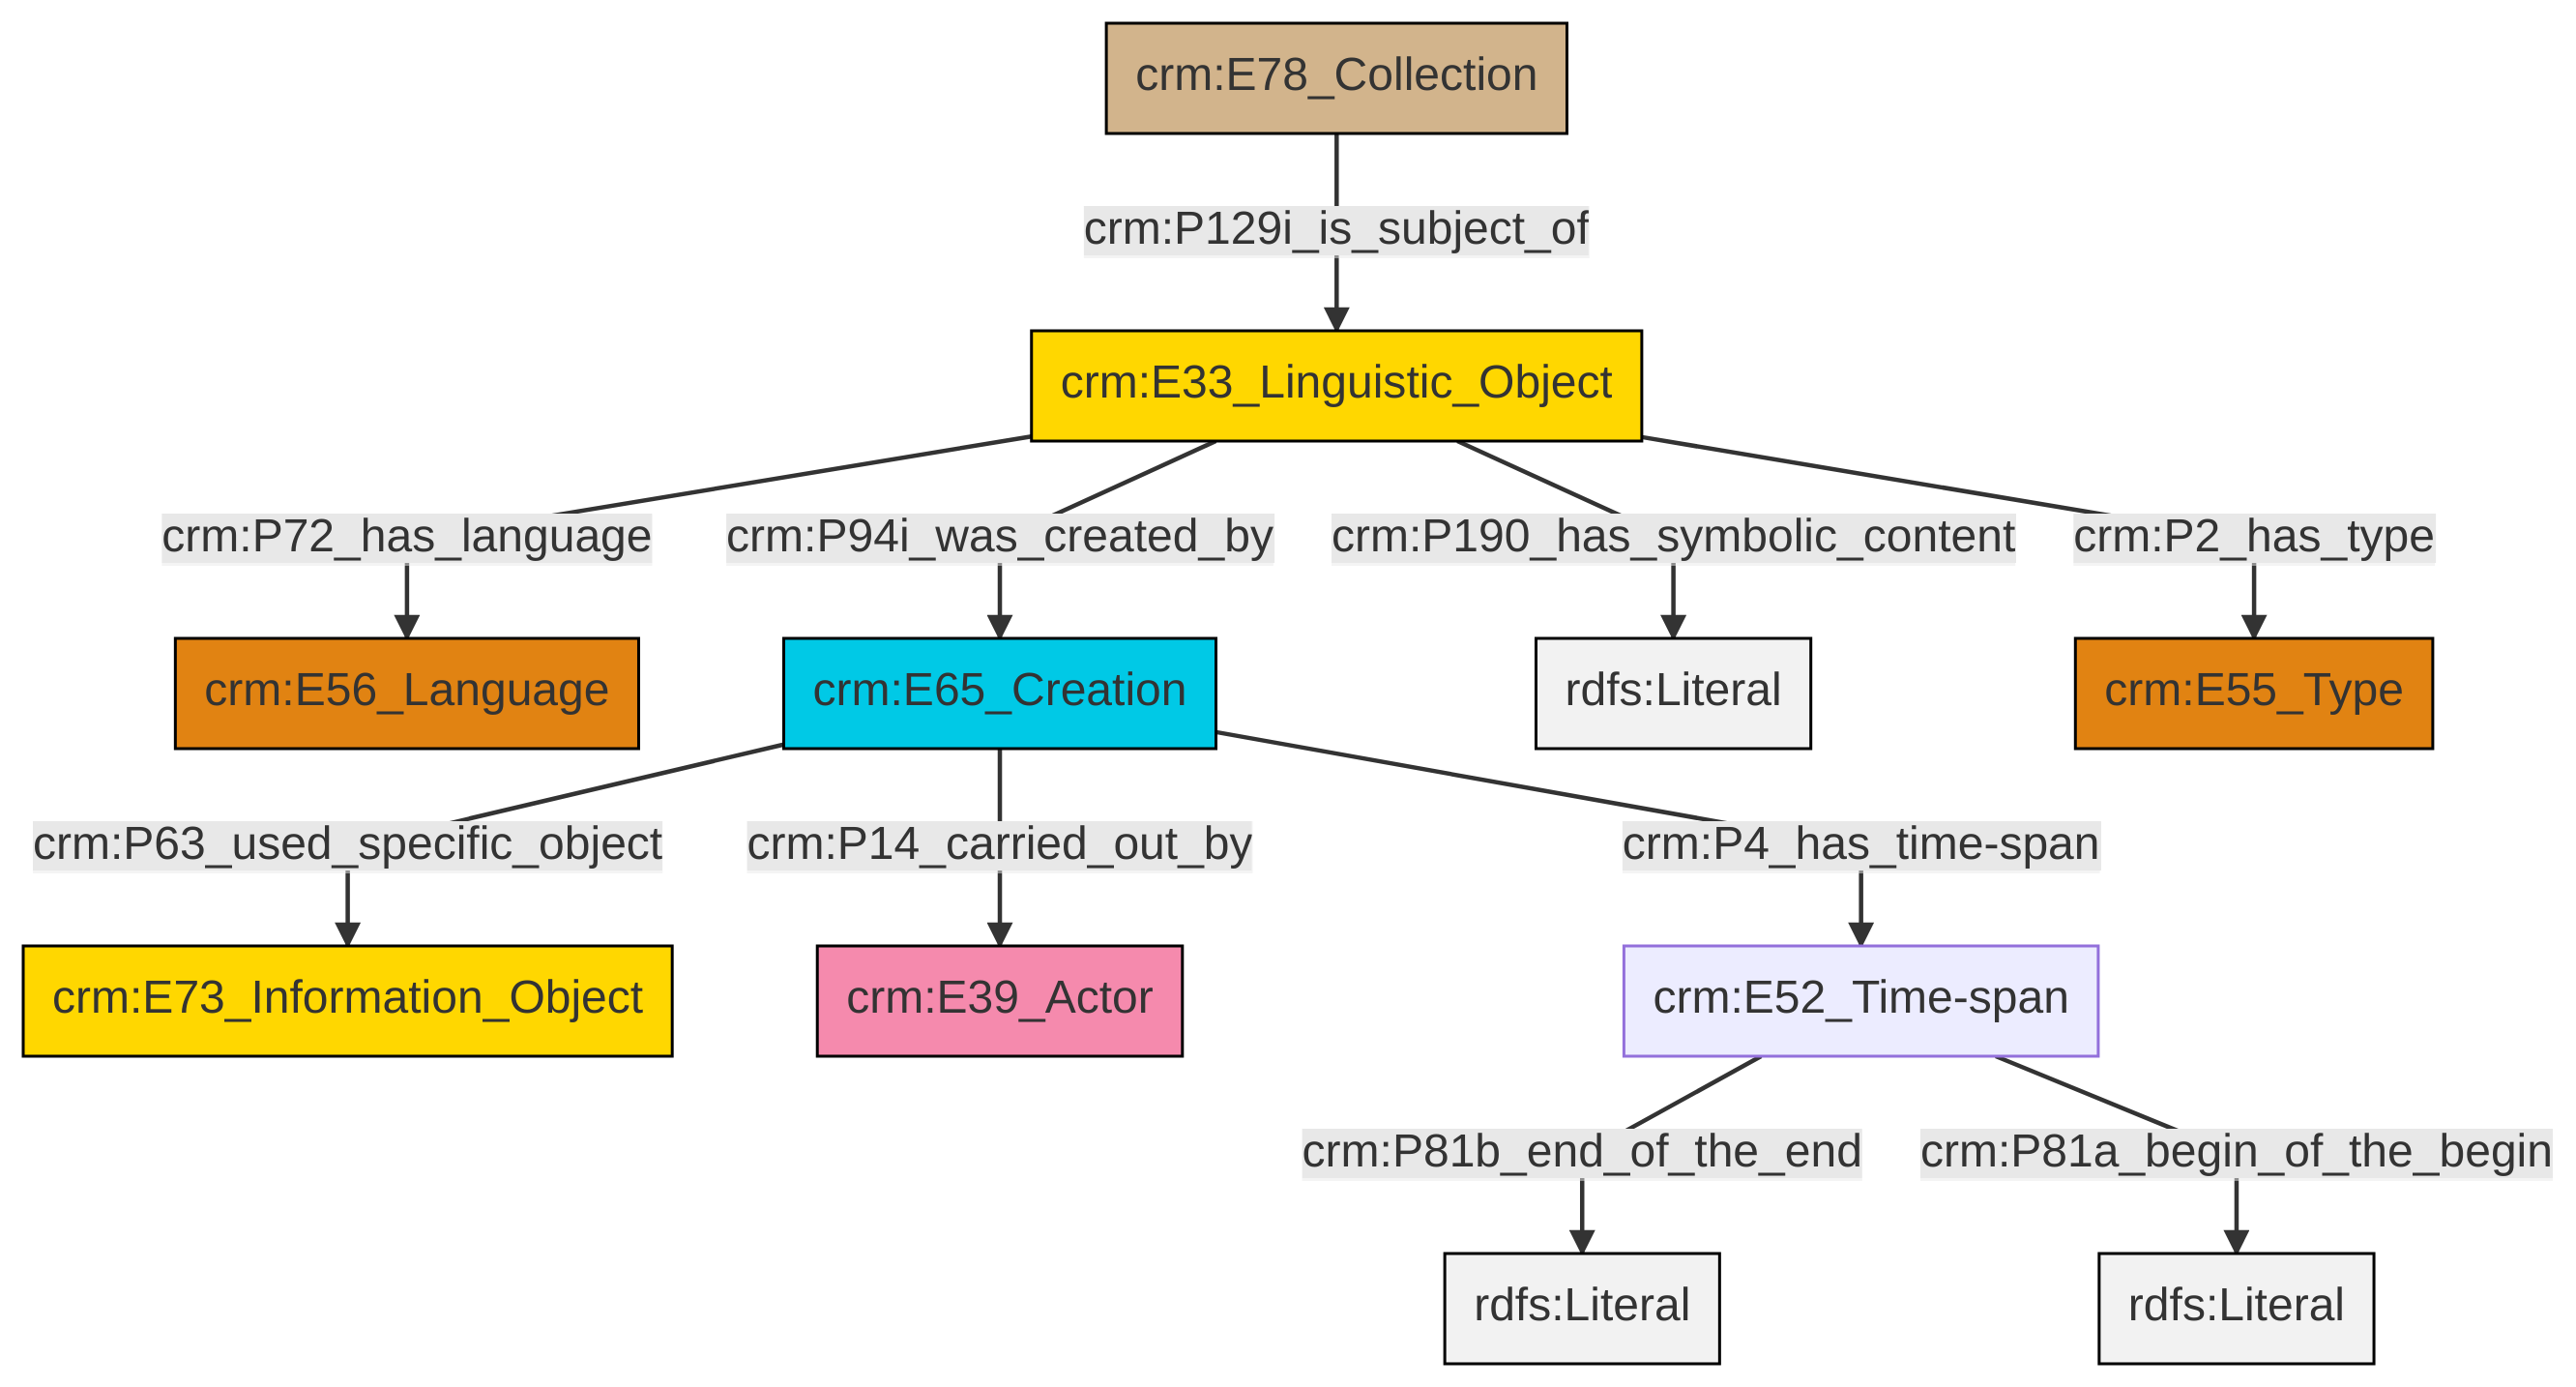 crm:E78_Collection
crm:P129i_is_subject_of
crm:E33_Linguistic_Object
crm:P72_has_language
crm:P94i_was_created_by
crm:P190_has_symbolic_content
crm:P2_has_type
crm:E56_Language
crm:E65_Creation
rdfs:Literal
crm:E55_Type
crm:P63_used_specific_object
crm:P14_carried_out_by
crm:P4_has_time-span
crm:E73_Information_Object
crm:E39_Actor
crm:E52_Time-span
crm:P81b_end_of_the_end
crm:P81a_begin_of_the_begin
rdfs:Literal
rdfs:Literal